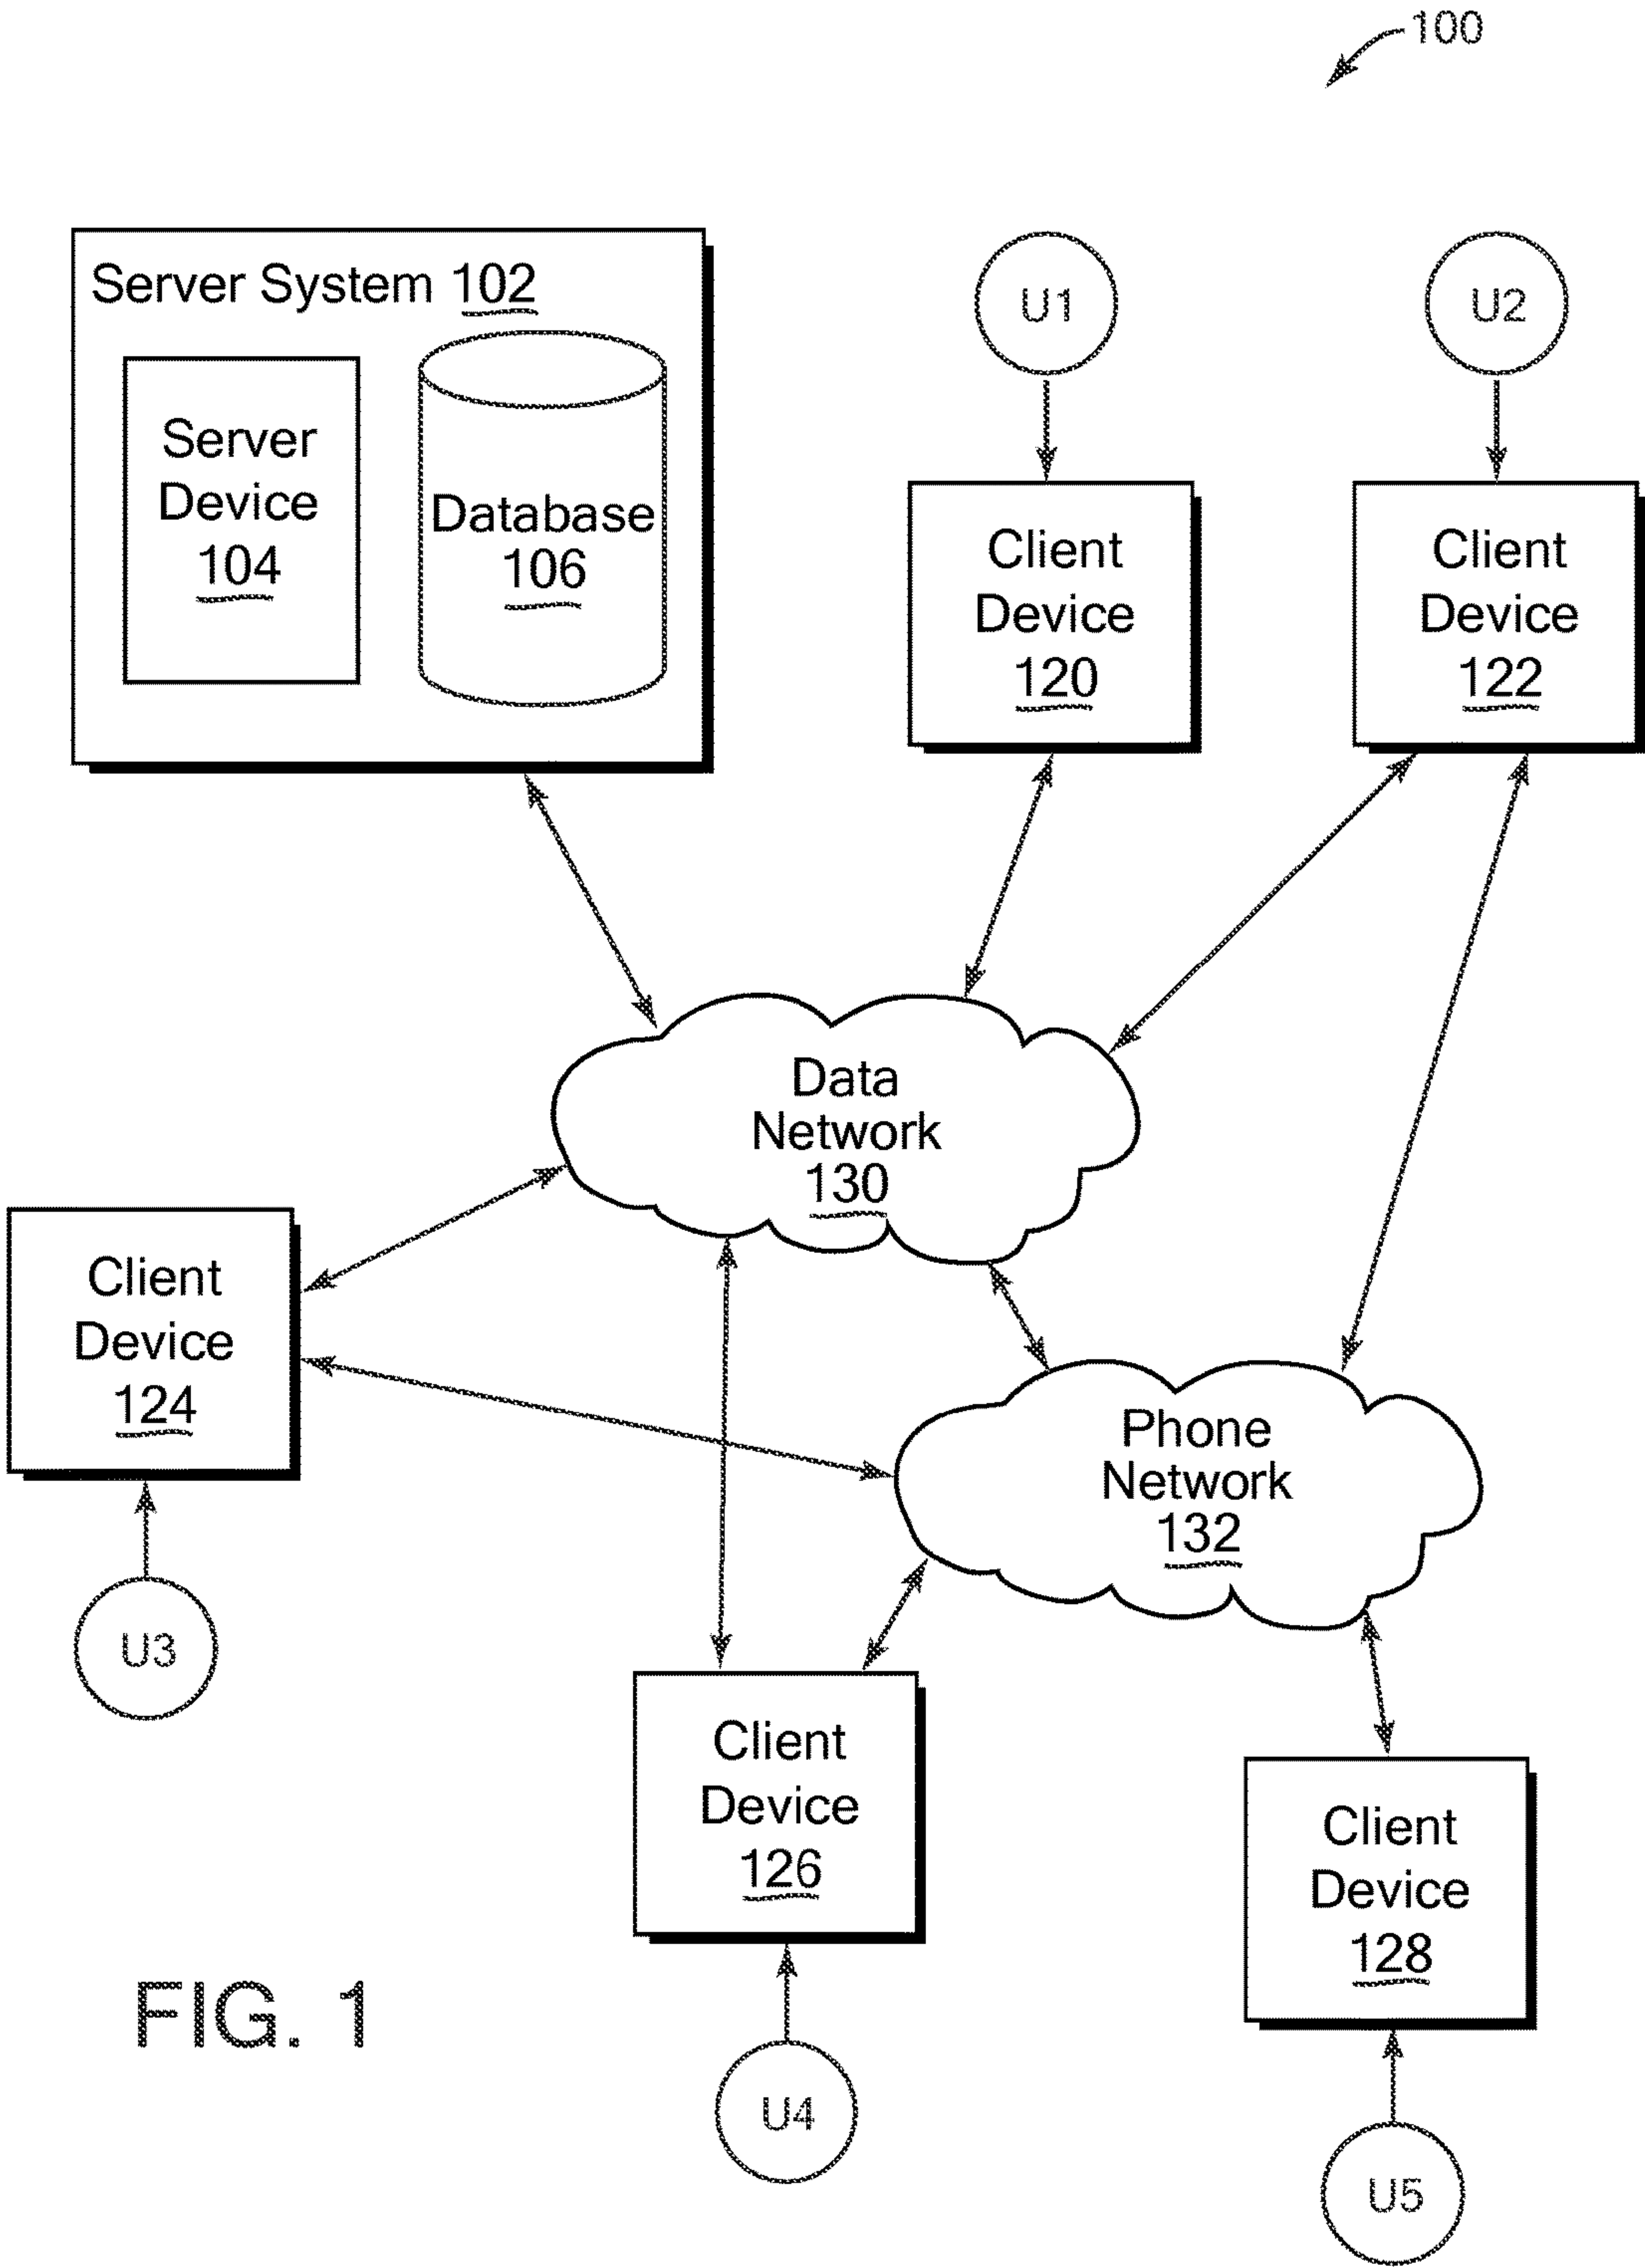 100
Server System 102
Server
Device
104
Database
106
U1
U2
Client
Device
120
Client
Device
122
Data
Network
130
Client
Device
124
Phone
Network
132
U3
Client
Device
126
Client
Device
128
U4
U5
FIG. 1